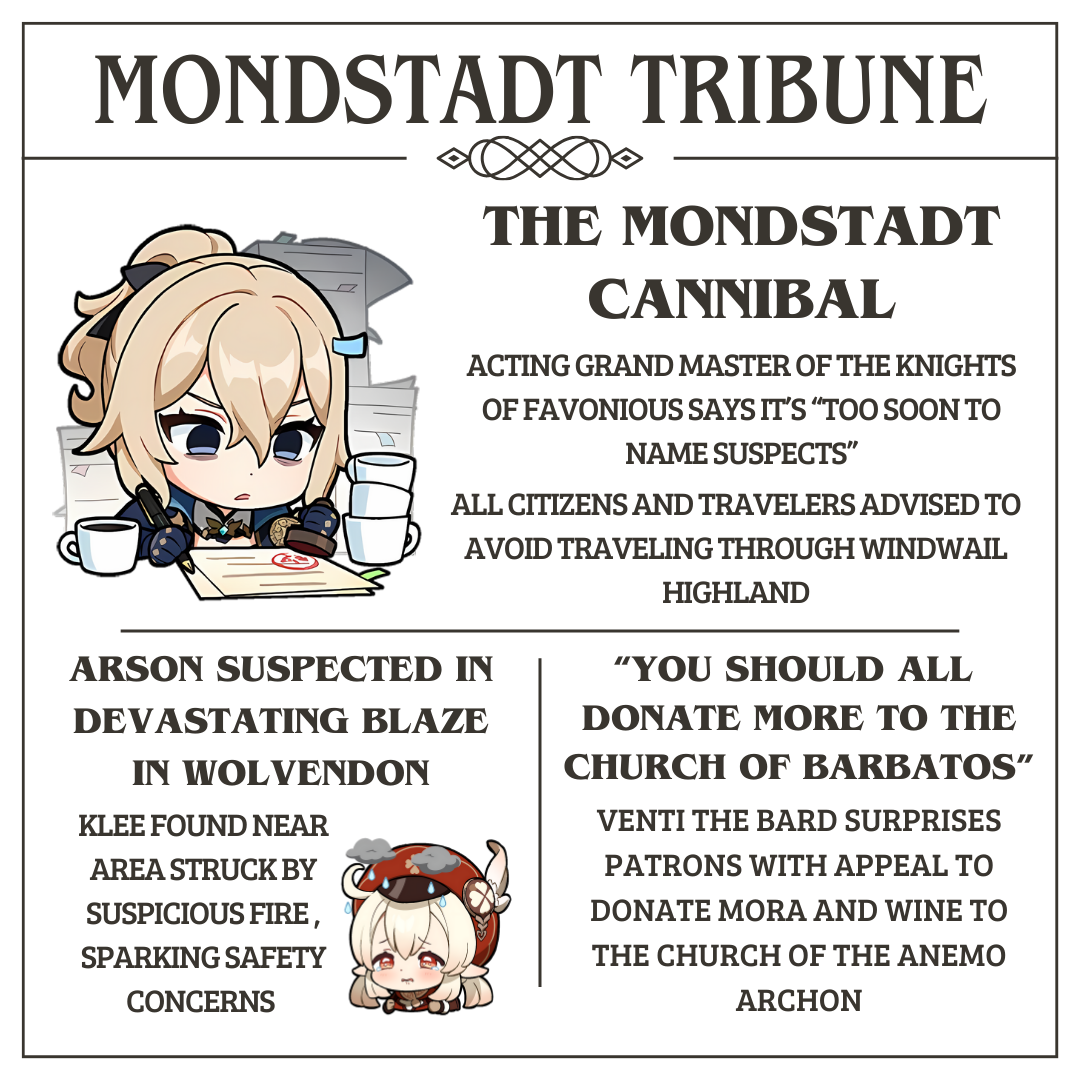 MONDSTADT TRIBUNE
THE MONDSTADT
CANNIBAL
ACTING GRAND MASTER OF THE KNIGHTS
OF FAVONIOUS SAYS IT'S “TOO SOON TO
NAME SUSPECTS”
ALL CITIZENS AND TRAVELERS ADVISED TO
AVOID TRAVELING THROUGH WINDWAIL
HIGHLAND
ARSON SUSPECTED IN
DEVASTATING BLAZE
IN WOLVENDON
KLEE FOUND NEAR
AREA STRUCK BY
SUSPICIOUS FIRE ,
SPARKING SAFETY
CONCERNS
“YOU SHOULD ALL
DONATE MORE TO THE
CHURCH OF BARBATOS”
VENTI THE BARD SURPRISES
PATRONS WITH APPEAL TO
DONATE MORA AND WINE TO
THE CHURCH OF THE ANEMO
ARCHON